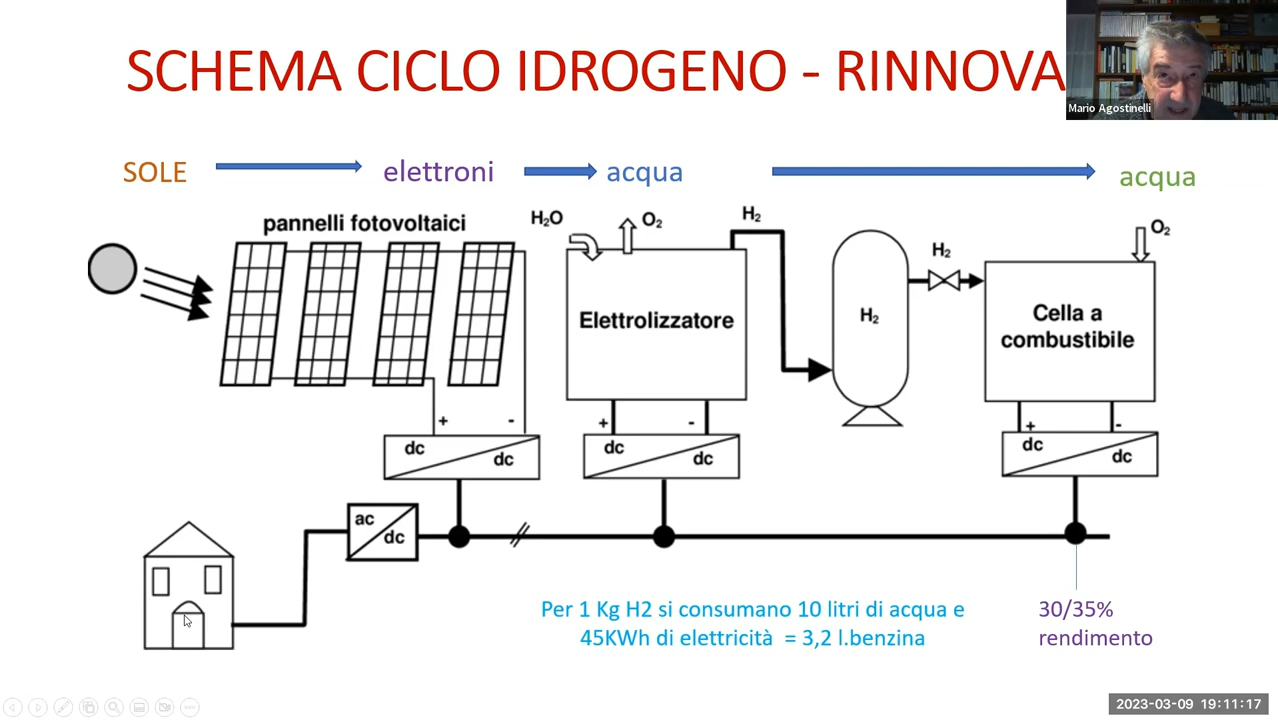 SCHEMA CICLO IDROGENO - RINNOVA
Mario Agostinelli
SOLE
elettroni
acqua
acqua
pannelli fotovoltaici
H₂O
O₂
H₂
H₂
O₂
Elettrolizzatore
H₂
Cella a
combustibile
+ -
+ -
+ -
dc
dc
dc
dc
dc
dc
ac
dc
Per 1 Kg H2 si consumano 10 litri di acqua e
45KWh di elettricità = 3,2 l.benzina
30/35%
rendimento
2023-03-09 19:11:17